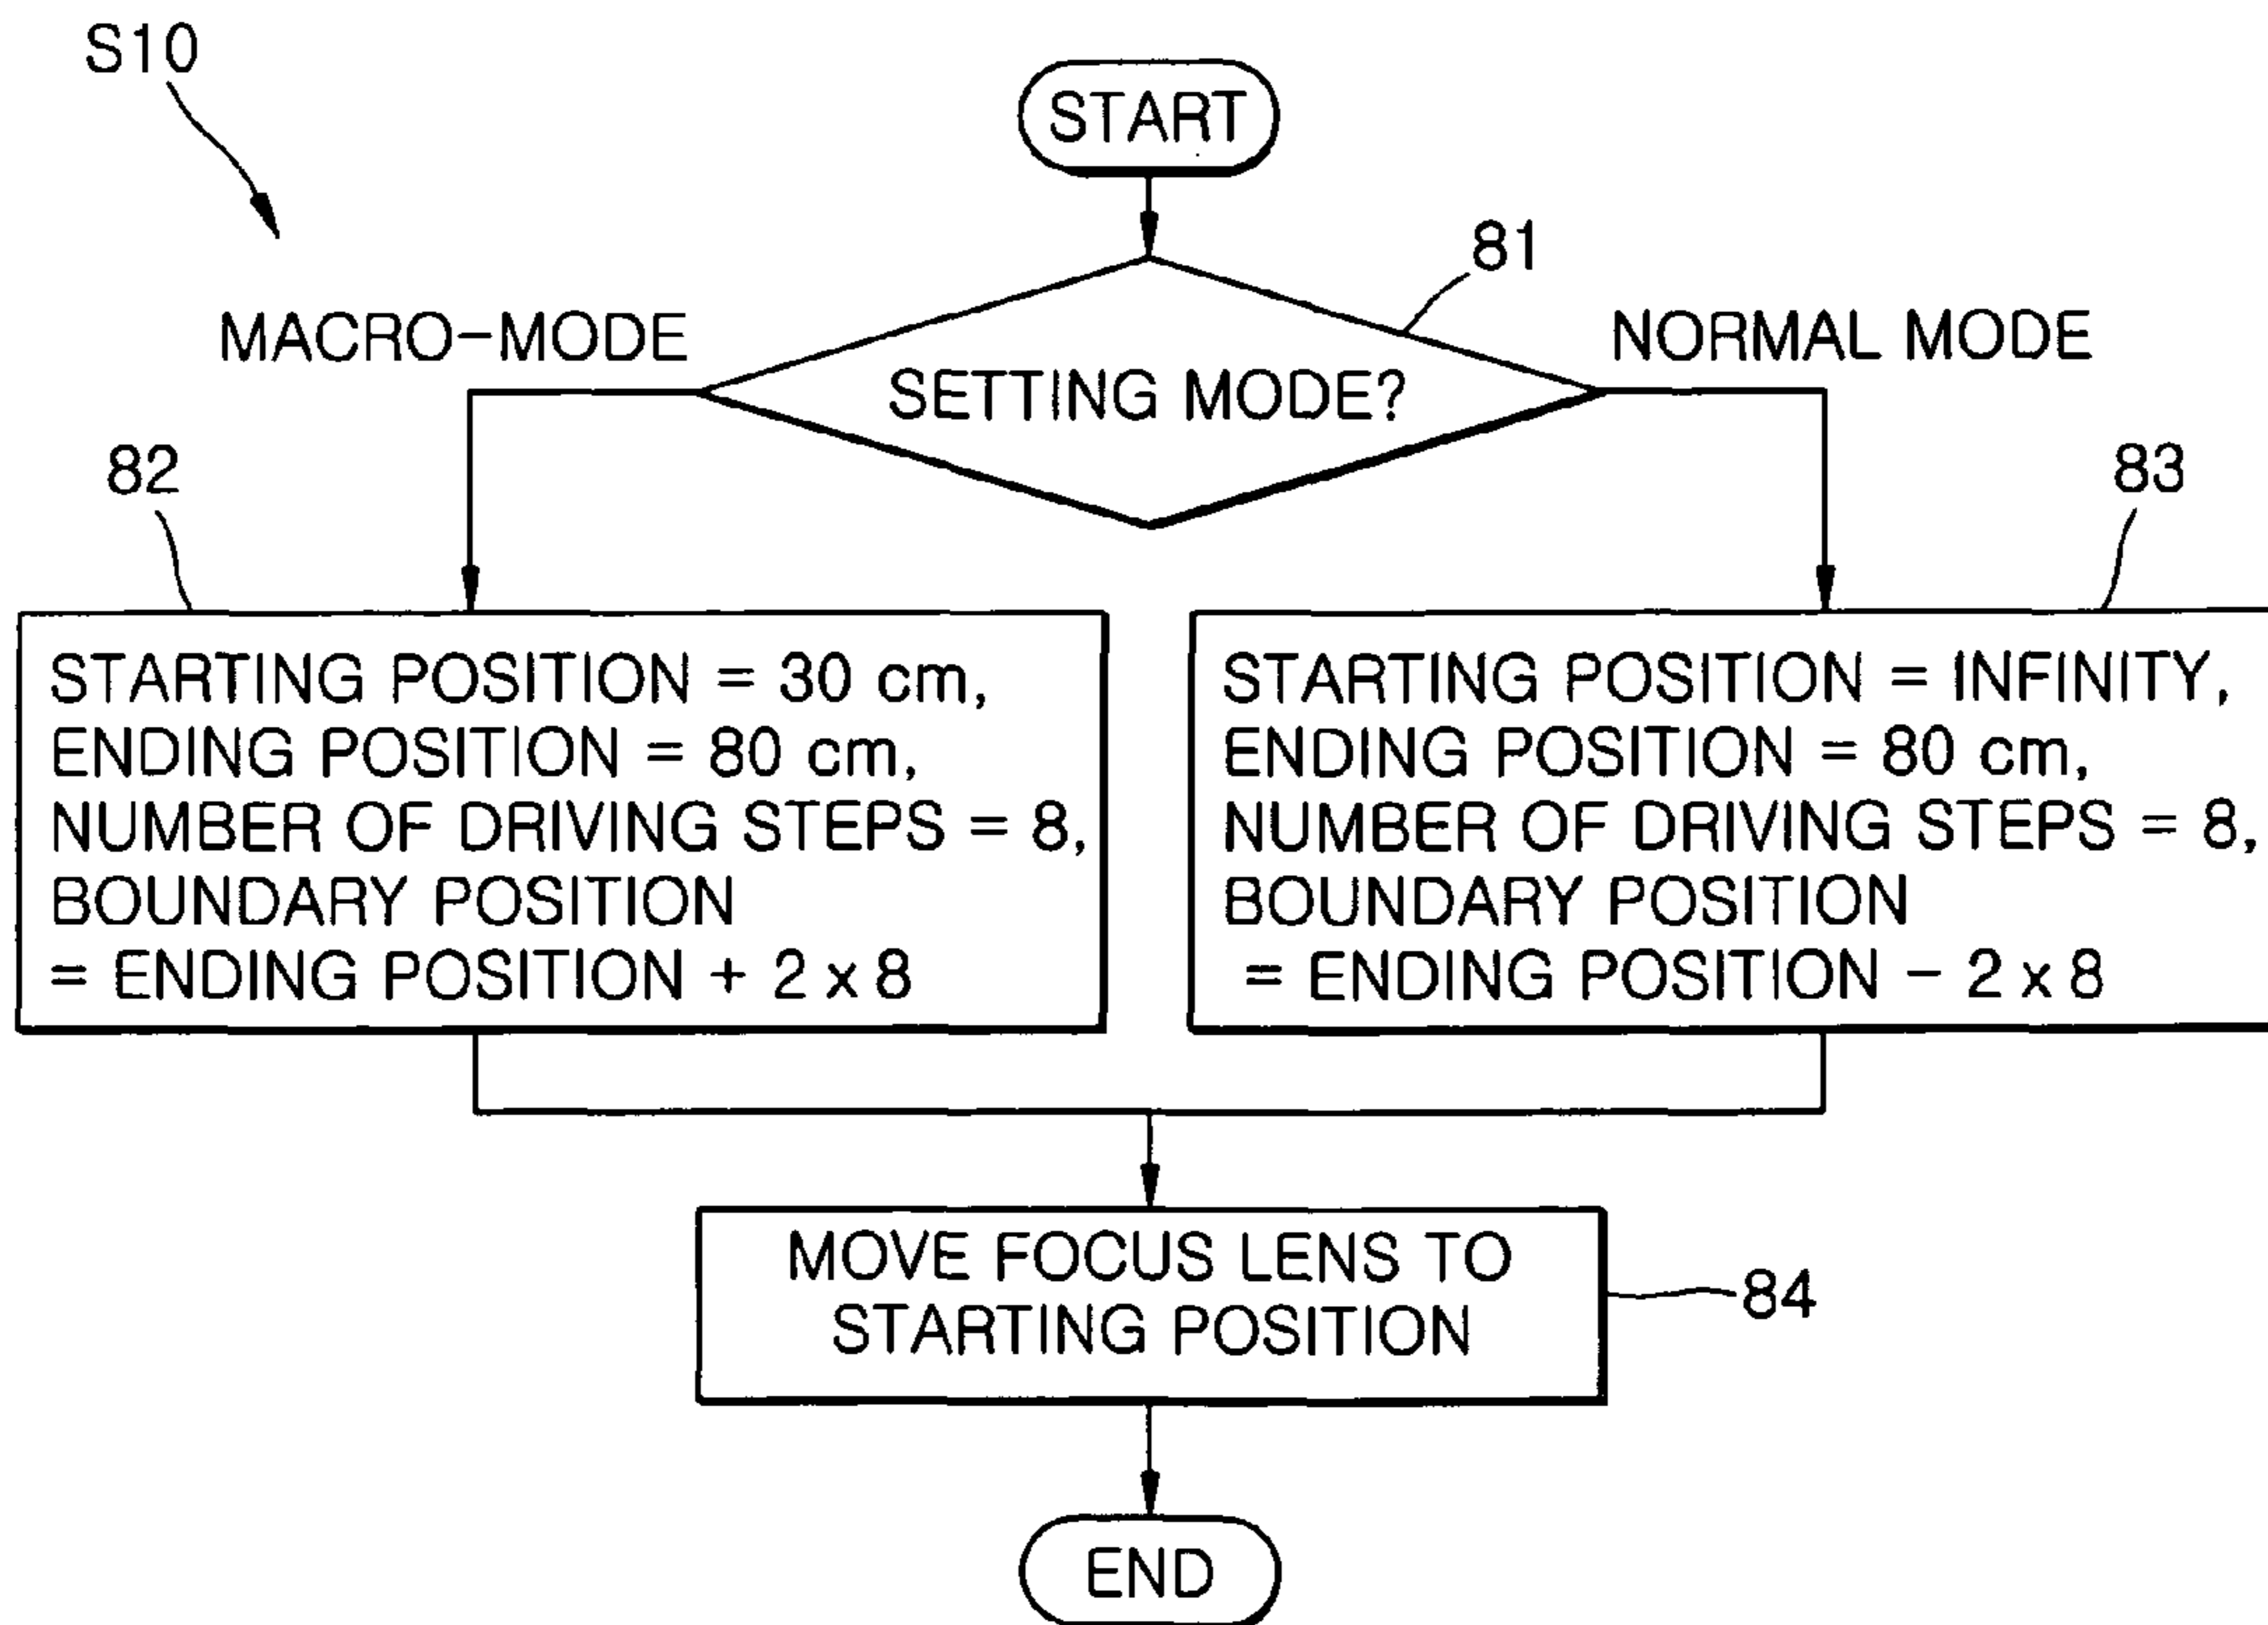 S10
START
81
MACRO-MODE
NORMAL MODE
SETTING MODE?
82
83
STARTING POSITION = 30 cm,
ENDING POSITION = 80 cm,
NUMBER OF DRIVING STEPS = 8,
BOUNDARY POSITION
= ENDING POSITION + 2 x 8
STARTING POSITION = INFINITY,
ENDING POSITION = 80 cm,
NUMBER OF DRIVING STEPS = 8,
BOUNDARY POSITION
= ENDING POSITION − 2 x 8
MOVE FOCUS LENS TO
STARTING POSITION
84
END